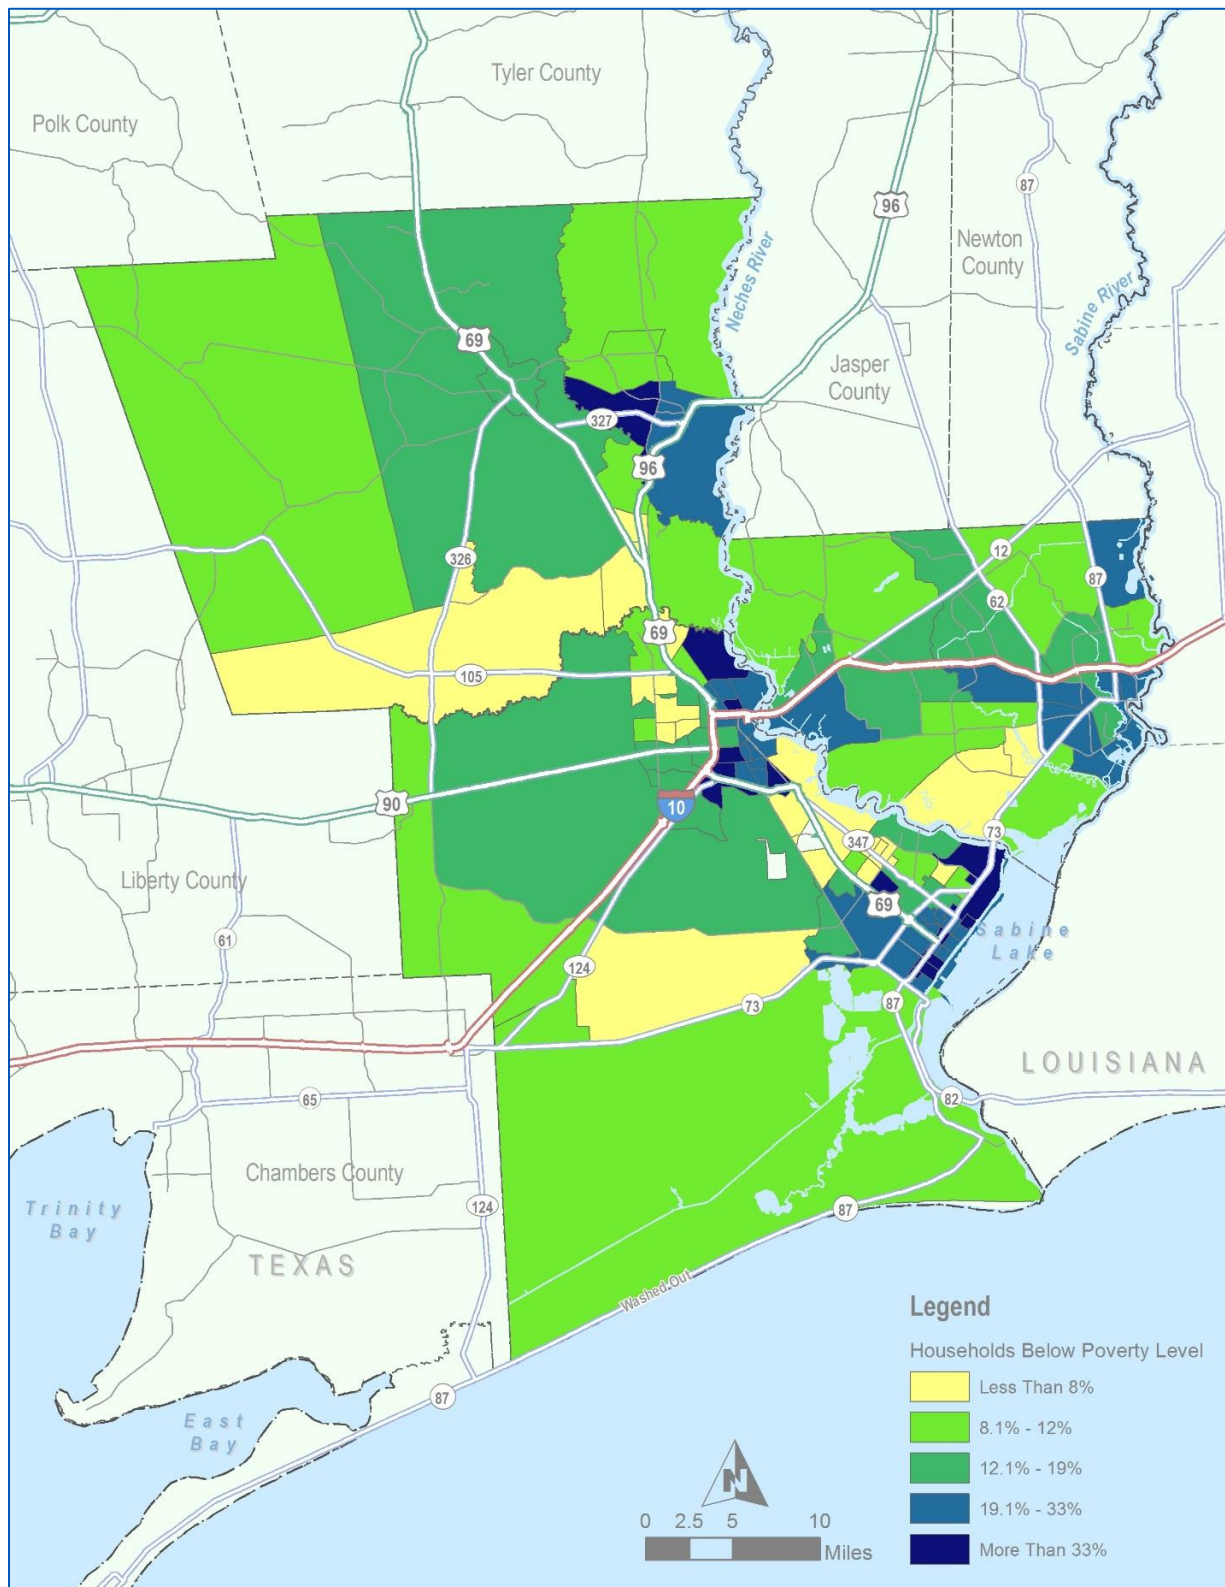 Tyler County
Polk County
87
96
Newton
County
Neches River
Sabine River
69
Jasper
County
327
96
12
326
87
62
69
105
90
10
73
347
Liberty County
69
61
Sabine
Lake
124
73
87
LOUISIANA
65
82
Chambers County
124
87
Trinity
Bay
TEXAS
Washed Out
Legend
Households Below Poverty Level
Less Than 8%
87
8.1% - 12%
East
Bay
12.1% - 19%
N
19.1% - 33%
0 2.5 5 10
Miles
More Than 33%